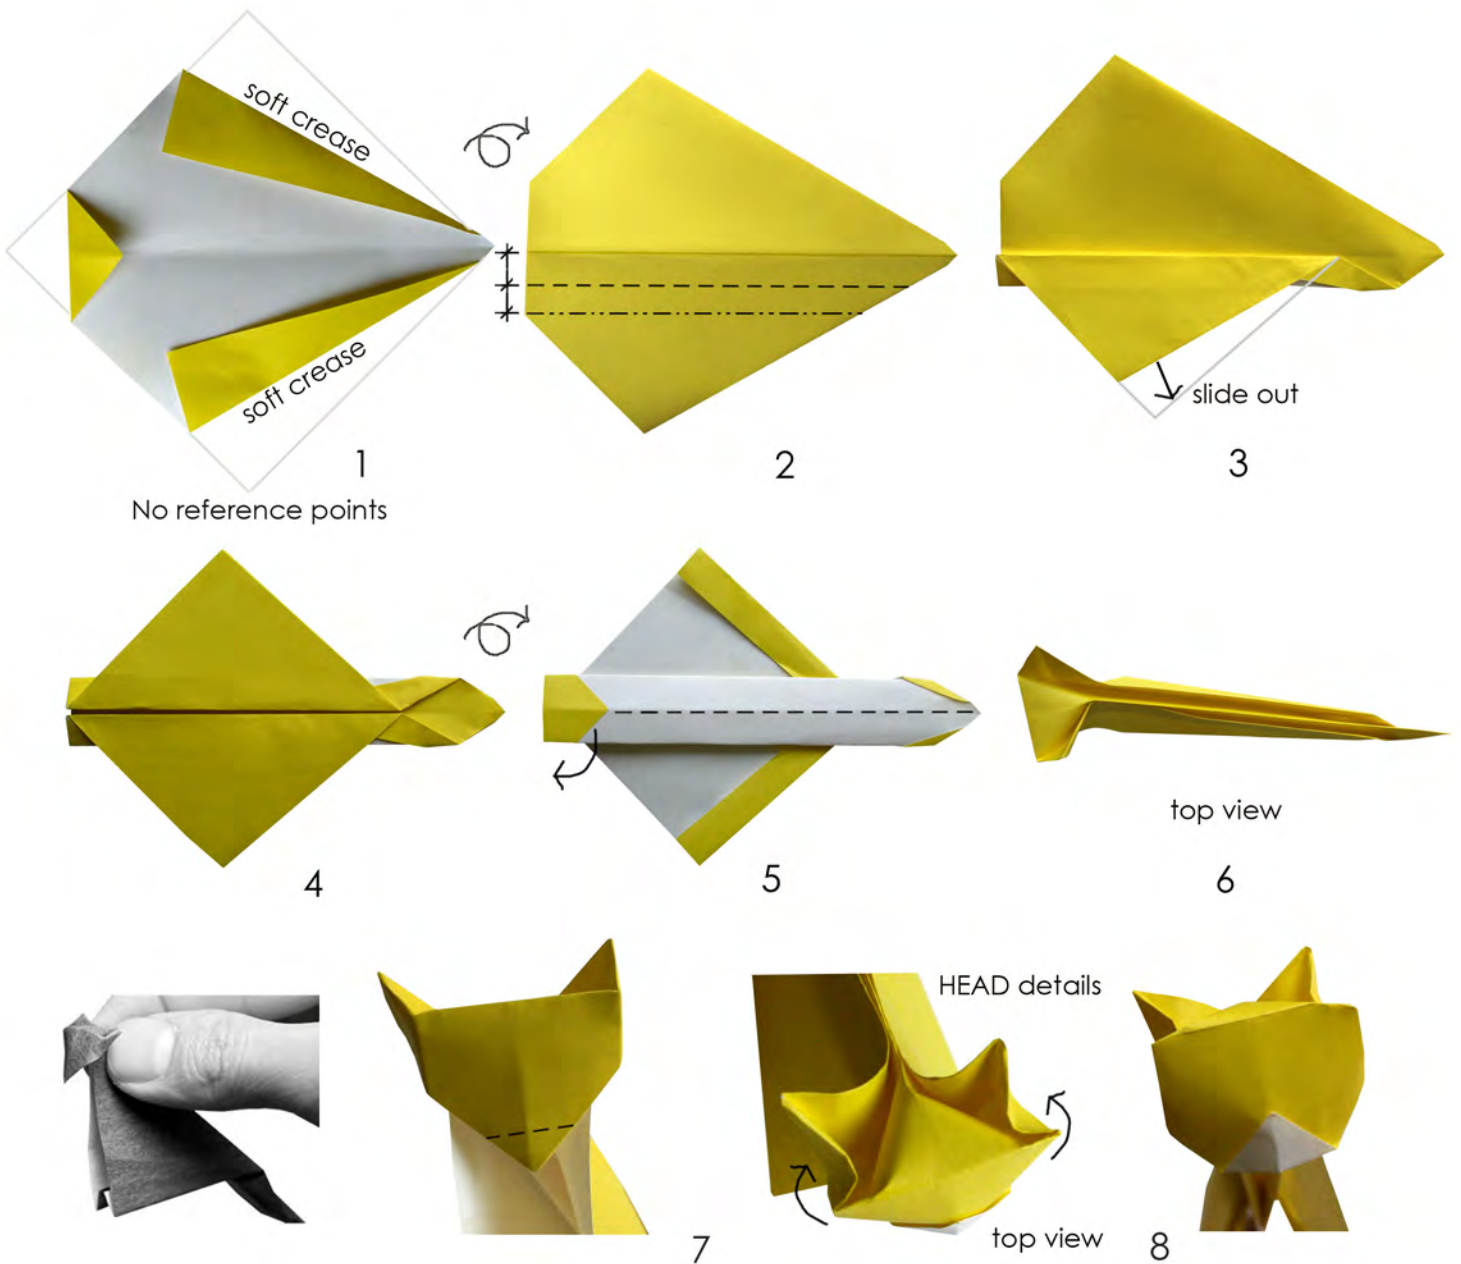 soft crease
soft crease
1
No reference points
2
slide out
3
4
5
top view
6
7
HEAD details
top view
8